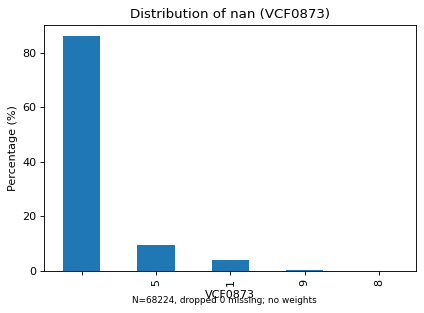 Distribution of nan (VCF0873)
Percentage (%)
80
60
40
20
0
5
1
9
8
VCF0873
N=68224, dropped 0 missing; no weights